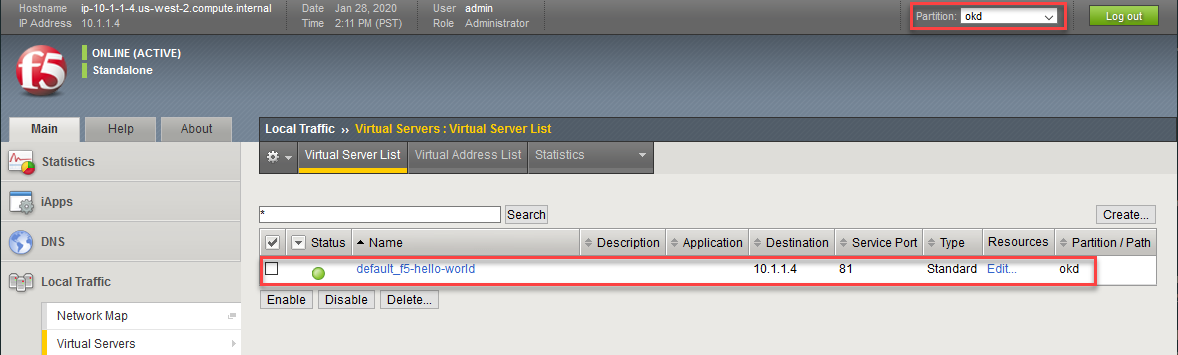 Hostname ip-10-1-1-4.us-west-2.compute.internal Date Jan 28, 2020 User admin Partition: okd Log out
IP Address 10.1.1.4 Time 2:11 PM (PST) Role Administrator
f5
ONLINE (ACTIVE)
Standalone
Main Help About
Local Traffic ›› Virtual Servers : Virtual Server List
Virtual Server List Virtual Address List Statistics
Statistics
iApps
DNS
Local Traffic
Network Map
Virtual Servers
* Search Create...
Status Name Description Application Destination Service Port Type Resources Partition / Path
default_f5-hello-world 10.1.1.4 81 Standard Edit... okd
Enable Disable Delete...